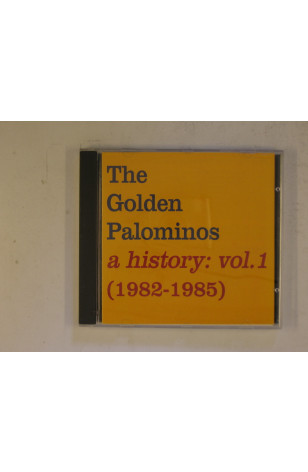 The
Golden
Palominos
a history: vol.1
(1982-1985)